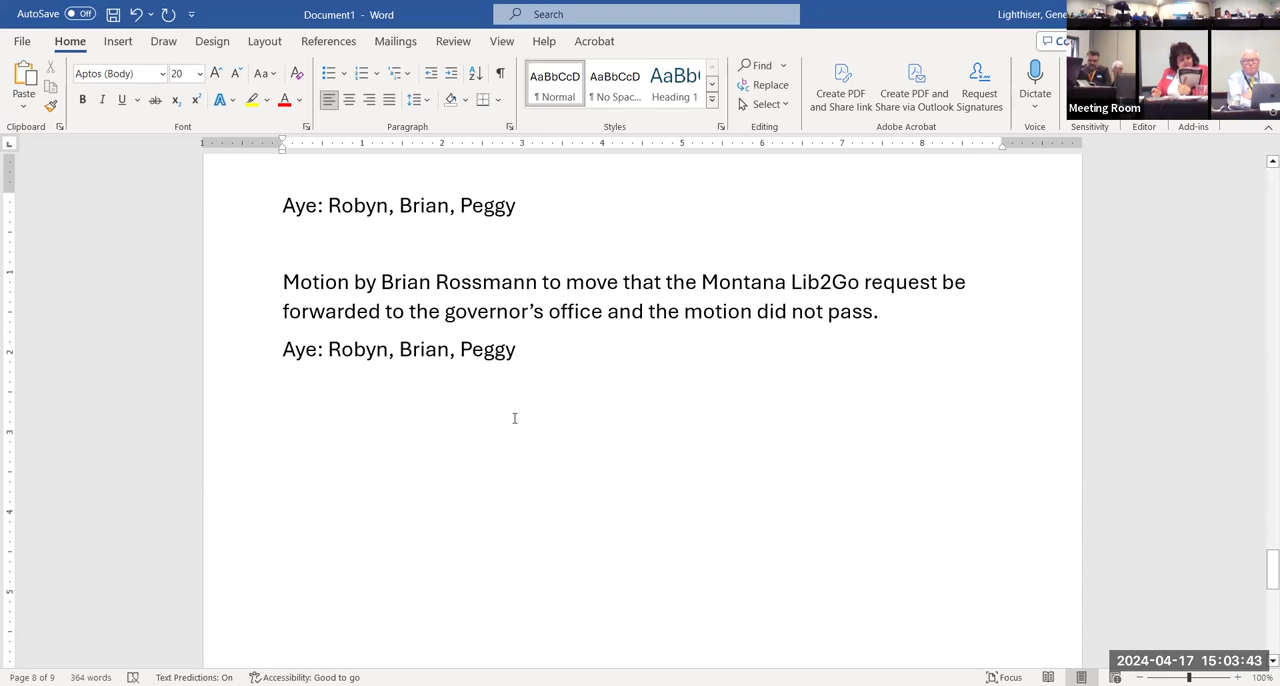 AutoSave Off Document1 - Word Search Lighthiser, Gene
File Home Insert Draw Design Layout References Mailings Review View Help Acrobat
Paste Aptos (Body) 20 Aa AaBbCcD AaBbCcD AaBb( Find Replace Select
Normal No Spac... Heading 1
Create PDF and Share link Create PDF and Share via Outlook Request Signatures Dictate
Clipboard Font Paragraph Styles Editing Adobe Acrobat Voice Sensitivity Editor Add-ins
Meeting Room
Aye: Robyn, Brian, Peggy
Motion by Brian Rossmann to move that the Montana Lib2Go request be
forwarded to the governor’s office and the motion did not pass.
Aye: Robyn, Brian, Peggy
2024-04-17 15:03:43
Page 8 of 9 364 words Text Predictions: On Accessibility: Good to go Focus 100%